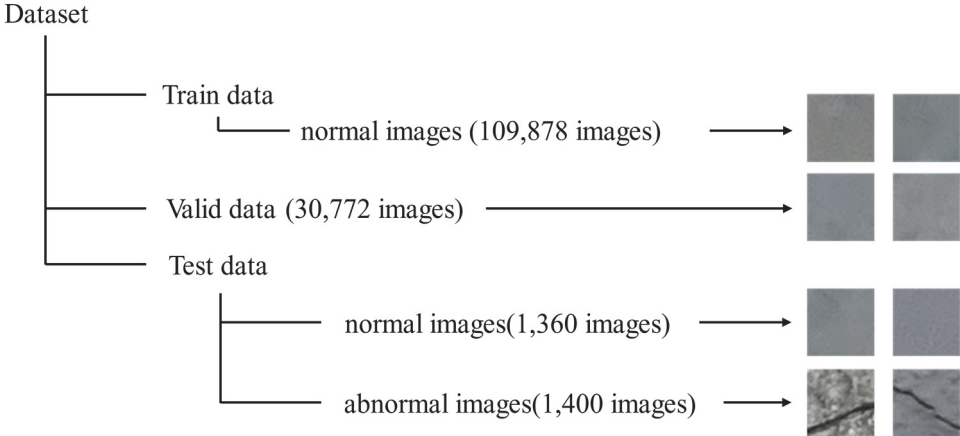 Dataset
Train data
normal images (109,878 images)
Valid data (30,772 images)
Test data
normal images(1,360 images)
abnormal images(1,400 images)